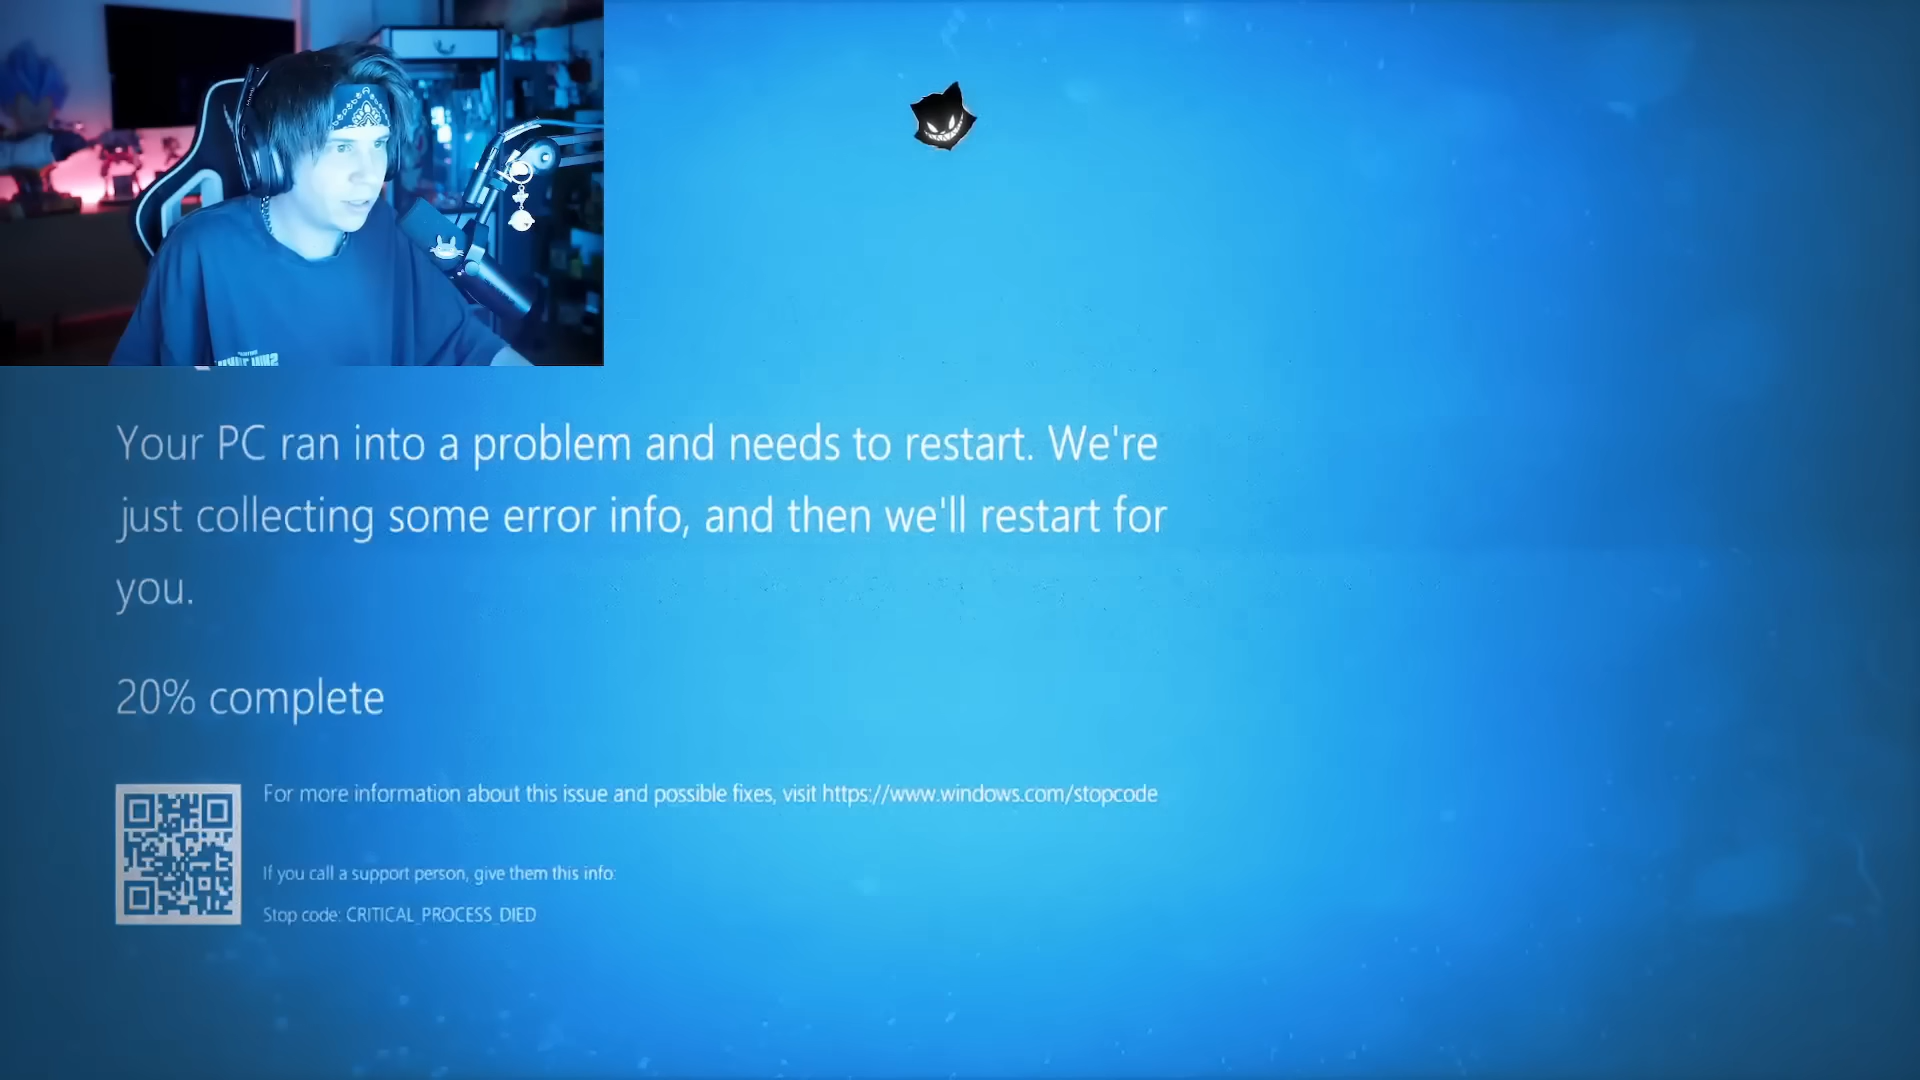 Your PC ran into a problem and needs to restart. We're
just collecting some error info, and then we'll restart for
you.
20% complete
For more information about this issue and possible fixes, visit https://www.windows.com/stopcode
If you call a support person, give them this info:
Stop code: CRITICAL_PROCESS_DIED